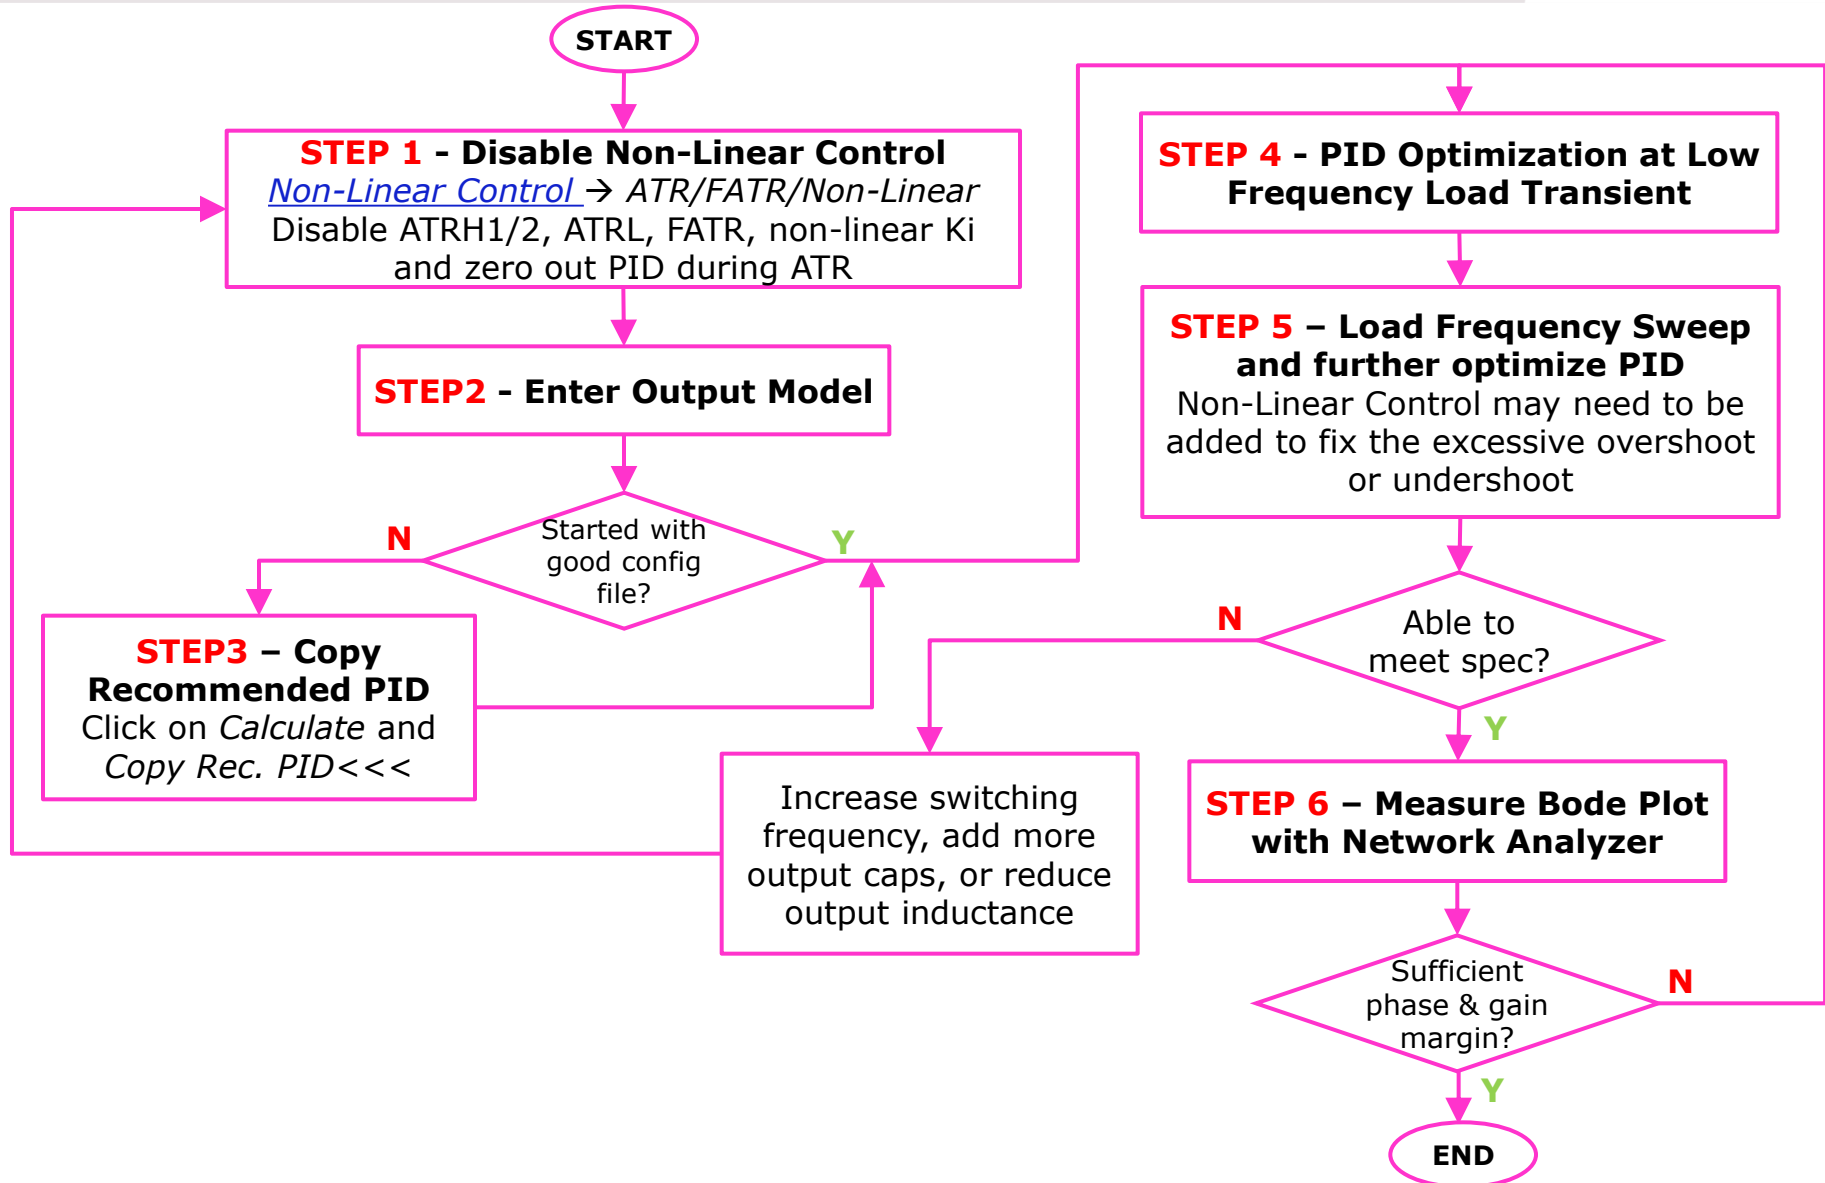 START
STEP 1 - Disable Non-Linear Control
Non-Linear Control → ATR/FATR/Non-Linear
Disable ATRH1/2, ATRL, FATR, non-linear Ki
and zero out PID during ATR
STEP2 - Enter Output Model
Started with
good config
file?
N
Y
STEP3 – Copy
Recommended PID
Click on Calculate and
Copy Rec. PID<<<
STEP 4 - PID Optimization at Low
Frequency Load Transient
STEP 5 – Load Frequency Sweep
and further optimize PID
Non-Linear Control may need to be
added to fix the excessive overshoot
or undershoot
Able to
meet spec?
N
Y
Increase switching
frequency, add more
output caps, or reduce
output inductance
STEP 6 – Measure Bode Plot
with Network Analyzer
Sufficient
phase & gain
margin?
N
Y
END